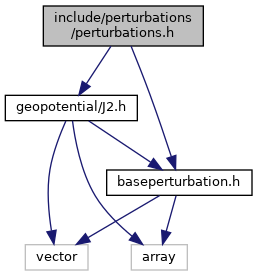 include/perturbations
/perturbations.h
geopotential/J2.h
baseperturbation.h
vector
array